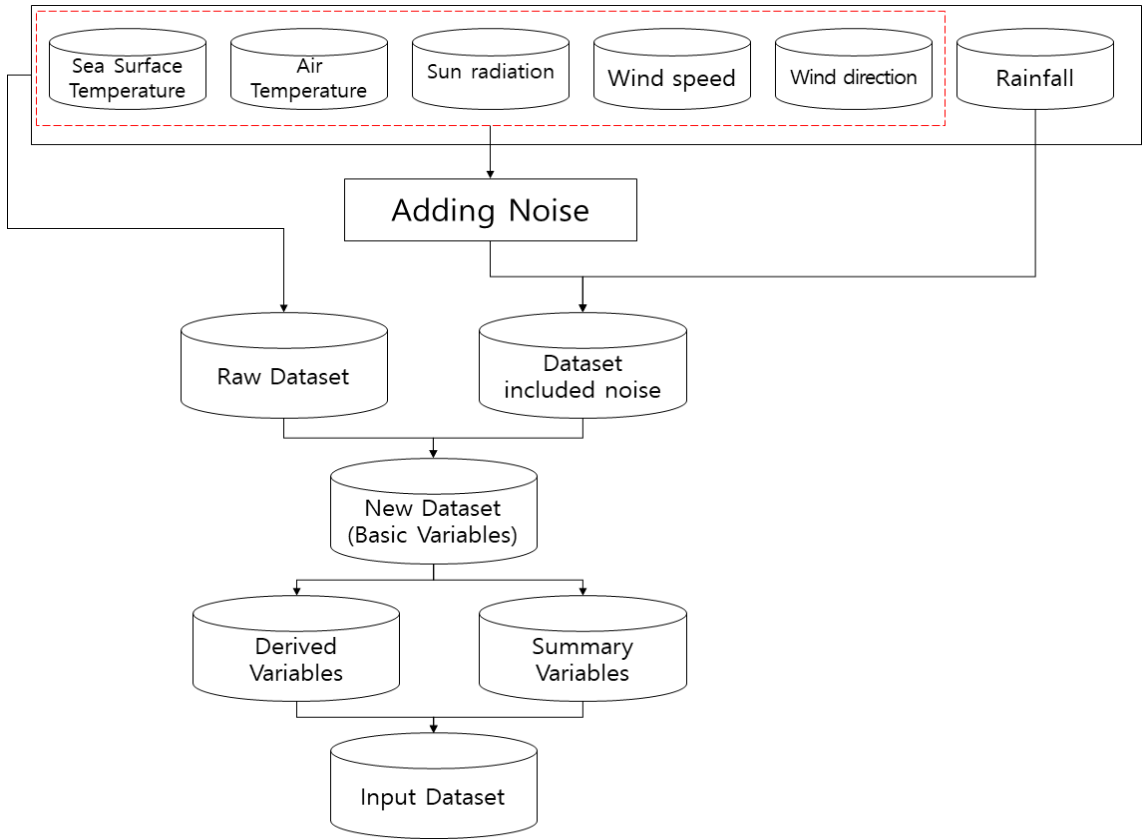 Sea Surface
Temperature
Air
Temperature
Sun radiation
Wind speed
Wind direction
Rainfall
Adding Noise
Raw Dataset
Dataset
included noise
New Dataset
(Basic Variables)
Derived
Variables
Summary
Variables
Input Dataset